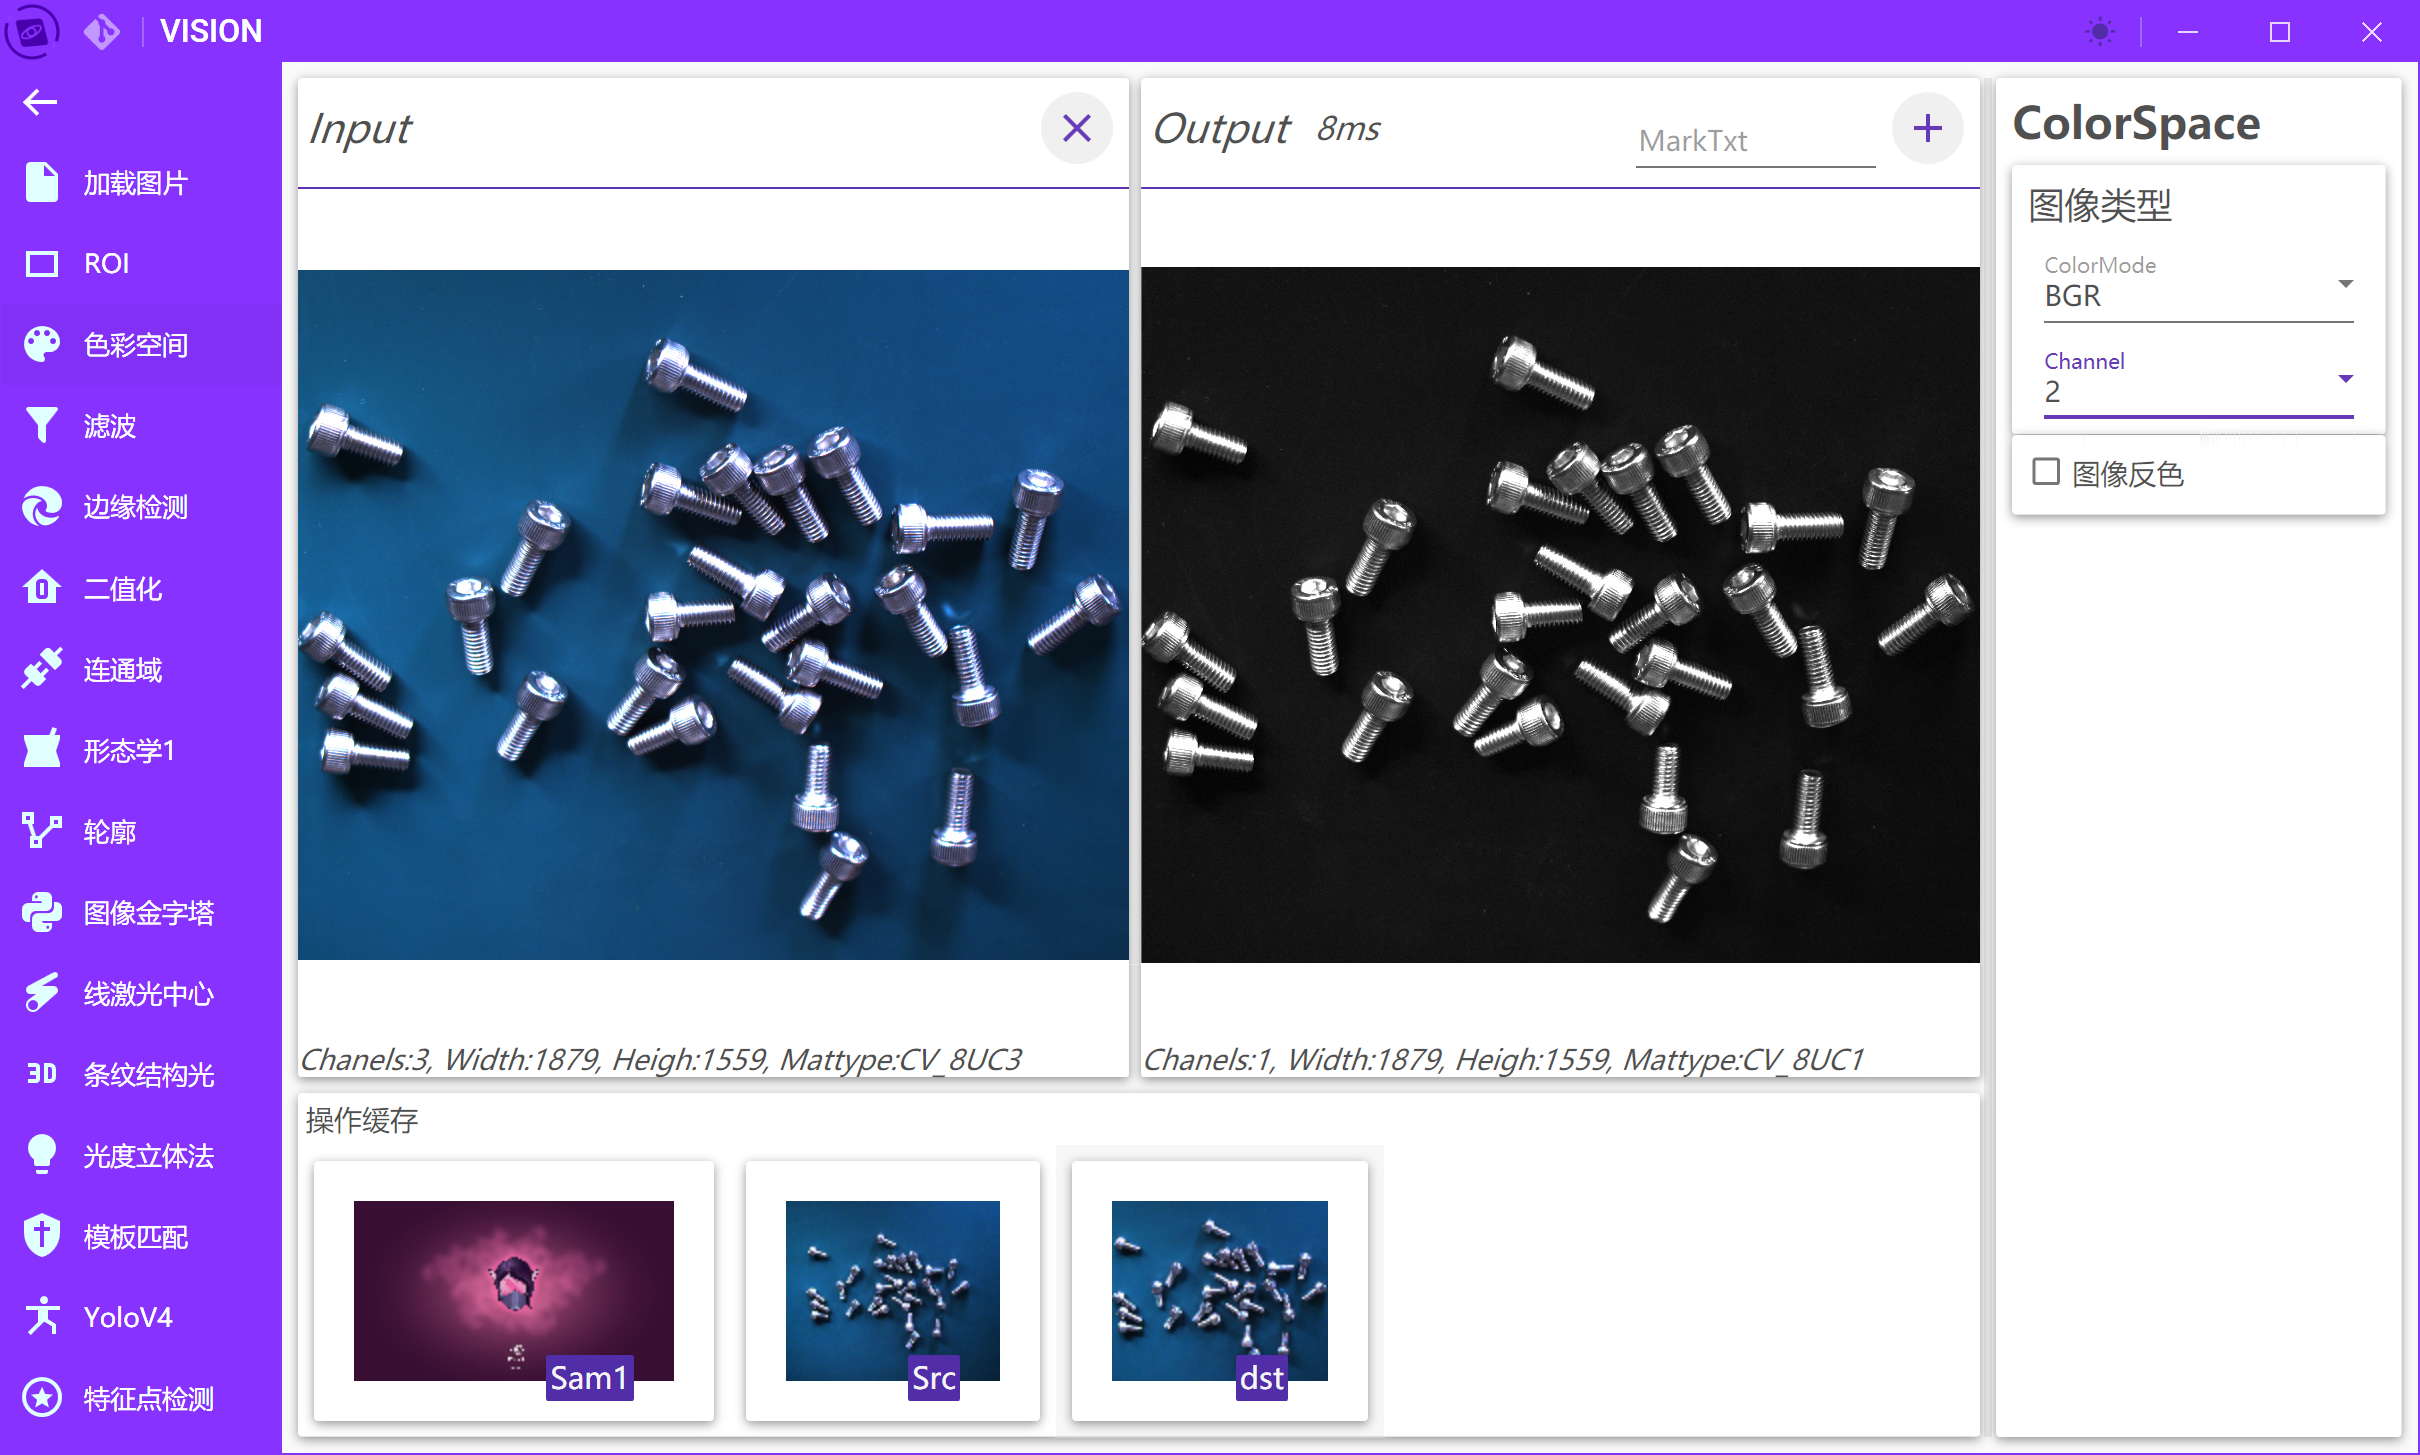 VISION
加载图片
ROI
色彩空间
滤波
边缘检测
二值化
连通域
形态学1
轮廓
图像金字塔
线激光中心
3D 条纹结构光
光度立体法
模板匹配
YoloV4
特征点检测
Input
Chanels:3, Width:1879, Heigh:1559, Mattype:CV_8UC3
Output 8ms MarkTxt
Chanels:1, Width:1879, Heigh:1559, Mattype:CV_8UC1
操作缓存
Sam1
Src
dst
ColorSpace
图像类型
ColorMode
BGR
Channel
2
图像反色